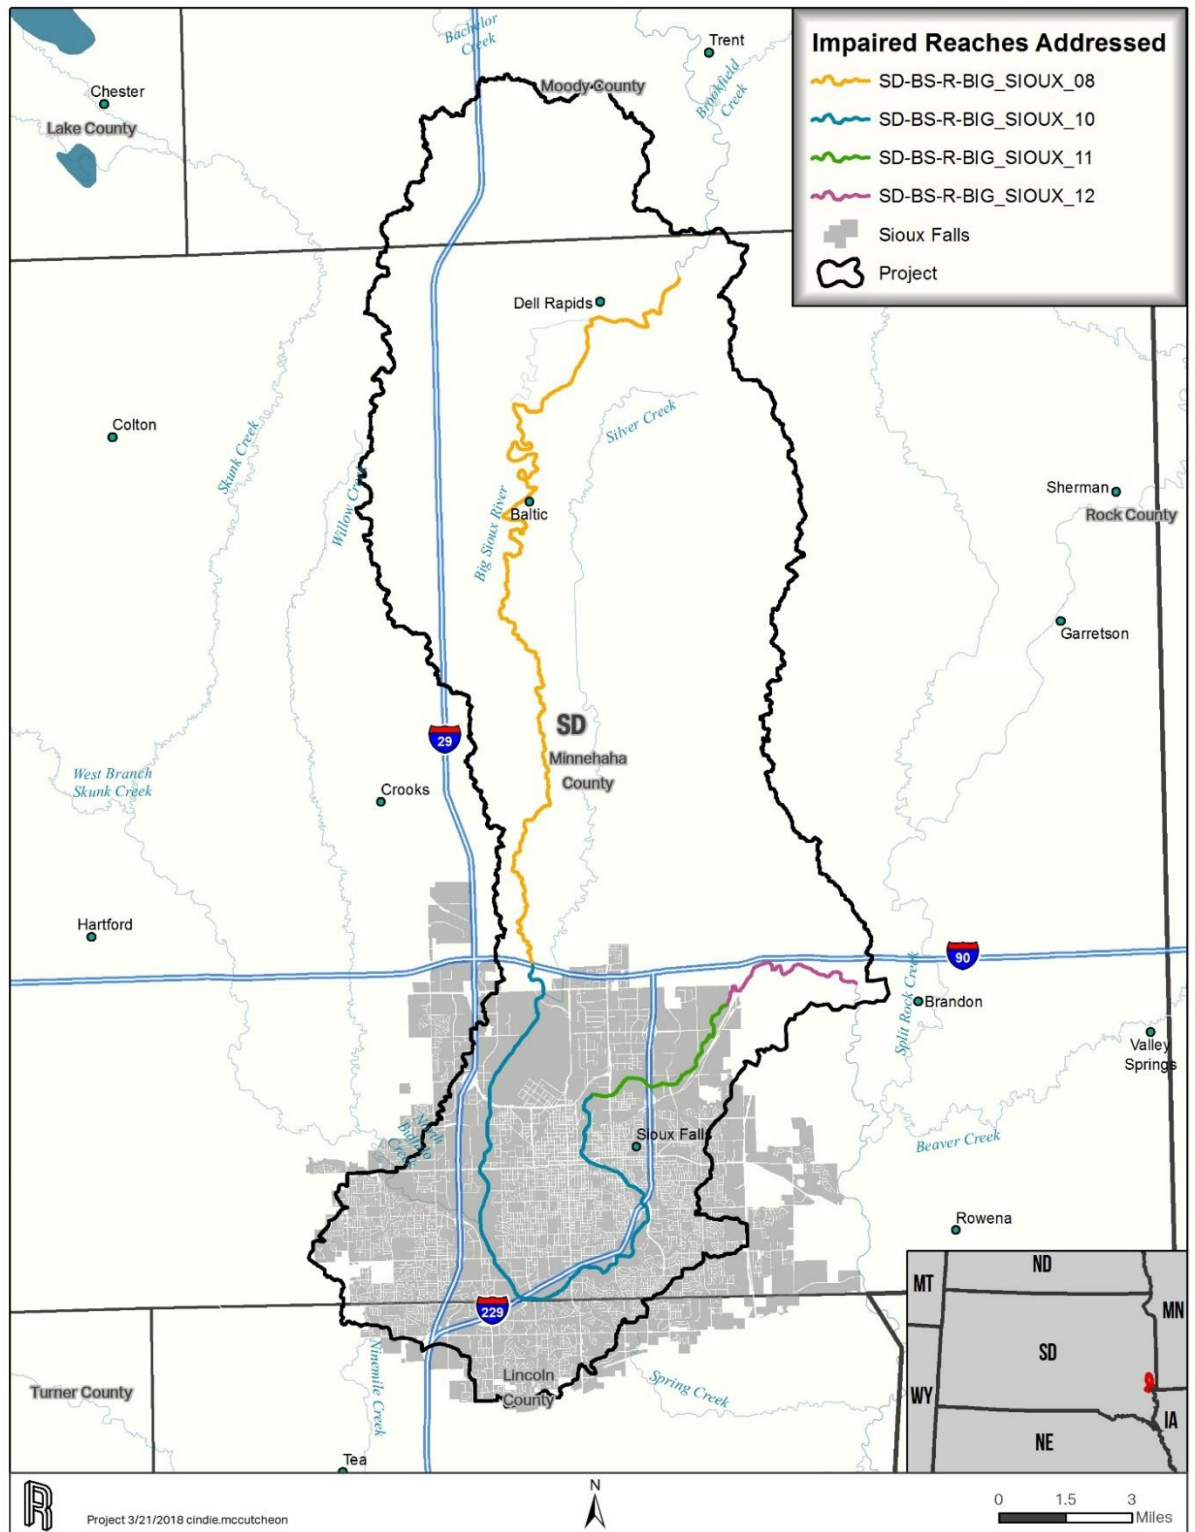 Bachelor
Creek
Trent
Moody County
Brookfield
Creek
Chester
Lake County
Impaired Reaches Addressed
SD-BS-R-BIG_SIOUX_08
SD-BS-R-BIG_SIOUX_10
SD-BS-R-BIG_SIOUX_11
SD-BS-R-BIG_SIOUX_12
Sioux Falls
Project
Dell Rapids
Colton
Skunk Creek
Willow Creek
Silver Creek
Big Sioux River
Baltic
Sherman
Rock County
Garretson
SD
Minnehaha
County
29
West Branch
Skunk Creek
Crooks
Hartford
90
Split Rock Creek
Brandon
Valley
Springs
North
Buffalo
Creek
Sioux Falls
Beaver Creek
Rowena
229
Lincoln
County
Turner County
Ninemile Creek
Spring Creek
Tea
ND
MT
MN
SD
WY
IA
NE
R
Project 3/21/2018 cindie.mccutcheon
N
0 1.5 3
Miles